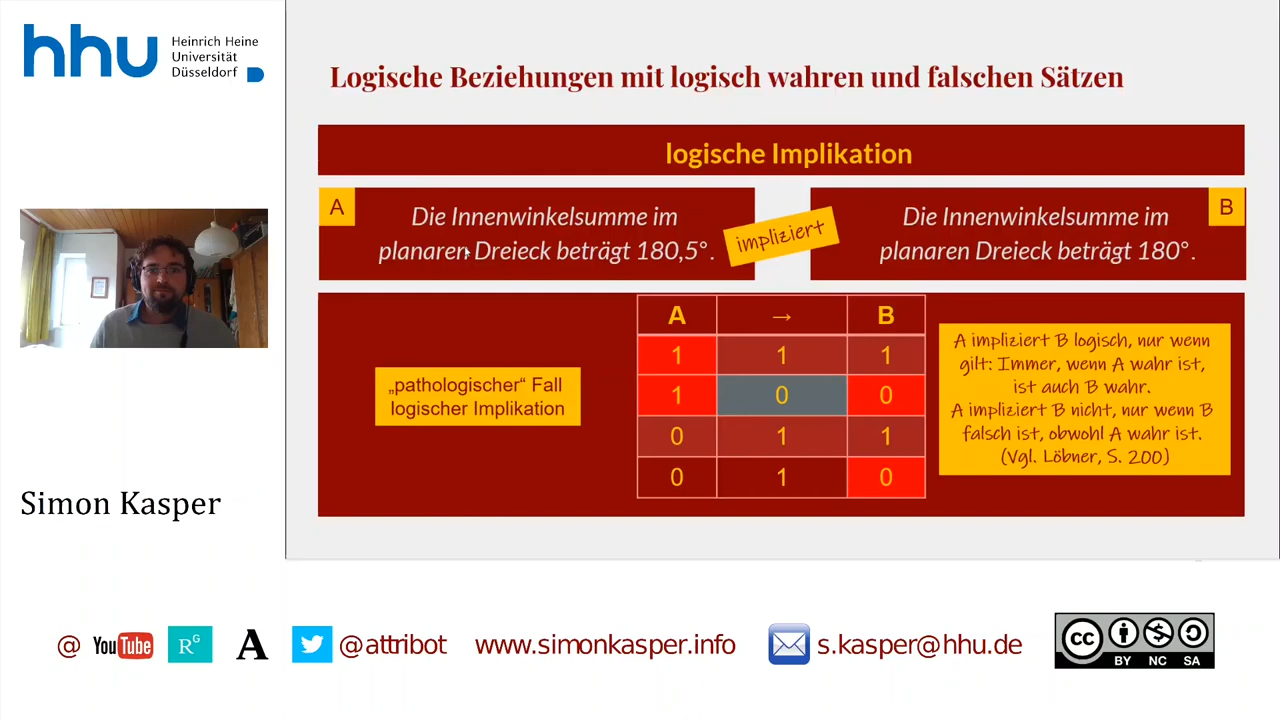 hhu
Heinrich Heine
Universität
Düsseldorf
Logische Beziehungen mit logisch wahren und falschen Sätzen
logische Implikation
A
Die Innenwinkelsumme im
planaren Dreieck beträgt 180,5°.
impliziert
B
Die Innenwinkelsumme im
planaren Dreieck beträgt 180°.
„pathologischer“ Fall
logischer Implikation
A → B
1 1 1
1 0 0
0 1 1
0 1 0
A impliziert B logisch, nur wenn
gilt: Immer, wenn A wahr ist,
ist auch B wahr.
A impliziert B nicht, nur wenn B
falsch ist, obwohl A wahr ist.
(Vgl. Löbner, S. 200)
Simon Kasper
@ YouTube RG A @attribot www.simonkasper.info s.kasper@hhu.de
cc
BY NC SA